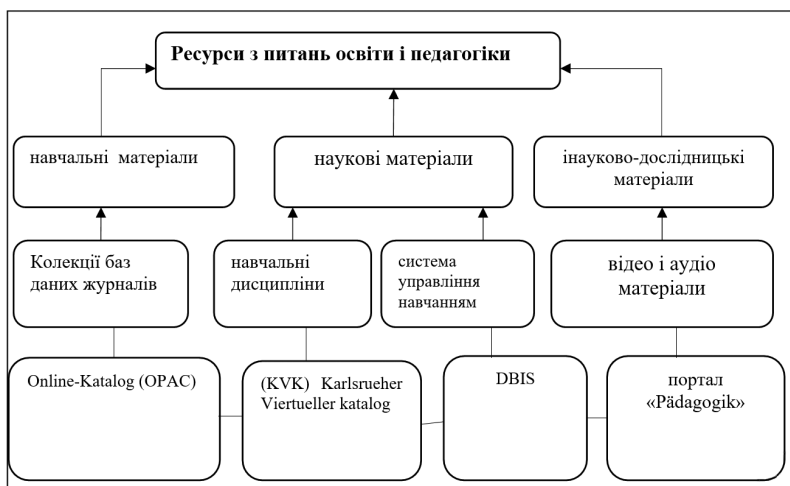 Ресурси з питань освіти і педагогіки
навчальні матеріали
наукові матеріали
інауково-дослідницькі
матеріали
Колекції баз
даних журналів
навчальні
дисципліни
система
управління
навчанням
відео і аудіо
матеріали
Online-Katalog (OPAC)
(KVK) Karlsrueher
Viertueller katalog
DBIS
портал
«Pädagogik»